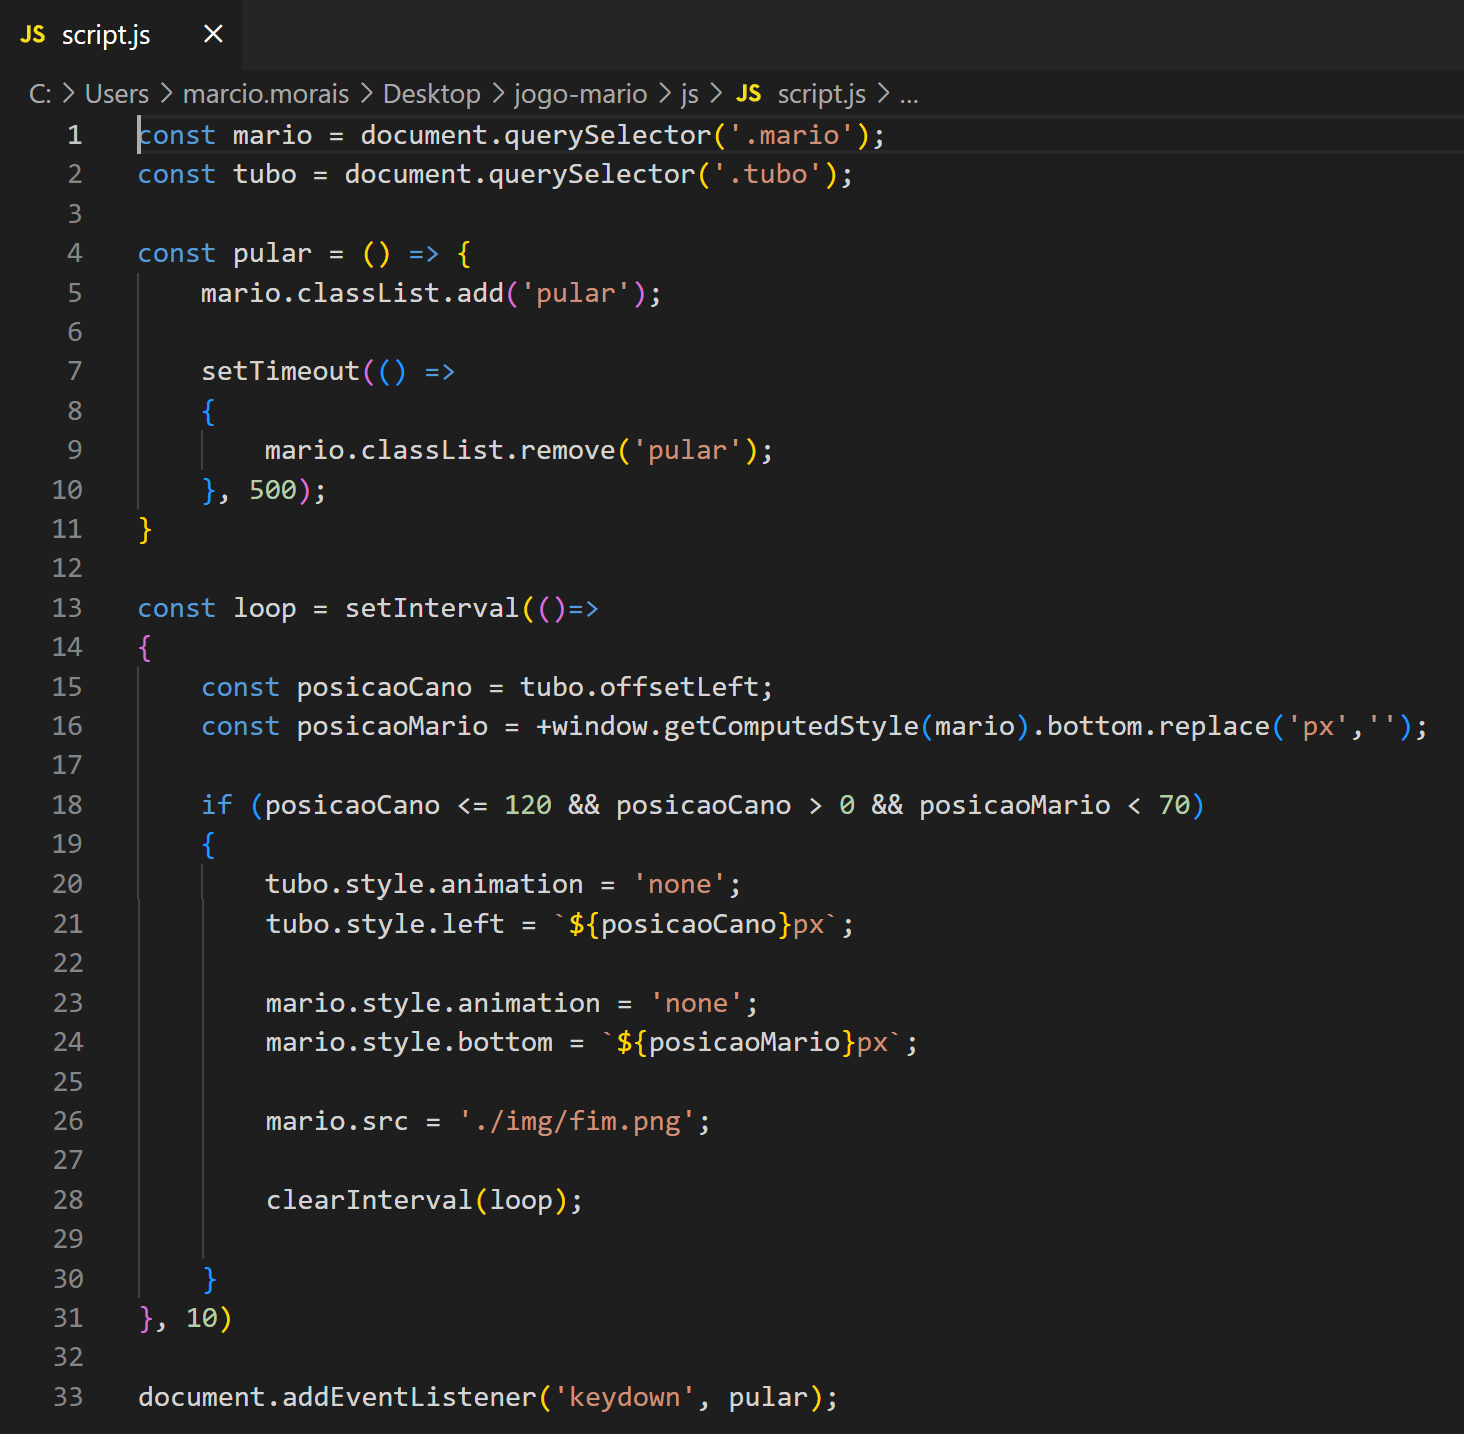 JS script.js ×
C: > Users > marcio.morais > Desktop > jogo-mario > js > JS script.js > ...
1 const mario = document.querySelector('.mario');
2 const tubo = document.querySelector('.tubo');
3
4 const pular = () => {
5     mario.classList.add('pular');
6
7     setTimeout(() =>
8     {
9         mario.classList.remove('pular');
10     }, 500);
11 }
12
13 const loop = setInterval(()=>
14 {
15     const posicaoCano = tubo.offsetLeft;
16     const posicaoMario = +window.getComputedStyle(mario).bottom.replace('px','');
17
18     if (posicaoCano <= 120 && posicaoCano > 0 && posicaoMario < 70)
19     {
20         tubo.style.animation = 'none';
21         tubo.style.left = `${posicaoCano}px`;
22
23         mario.style.animation = 'none';
24         mario.style.bottom = `${posicaoMario}px`;
25
26         mario.src = './img/fim.png';
27
28         clearInterval(loop);
29
30     }
31 }, 10)
32
33 document.addEventListener('keydown', pular);